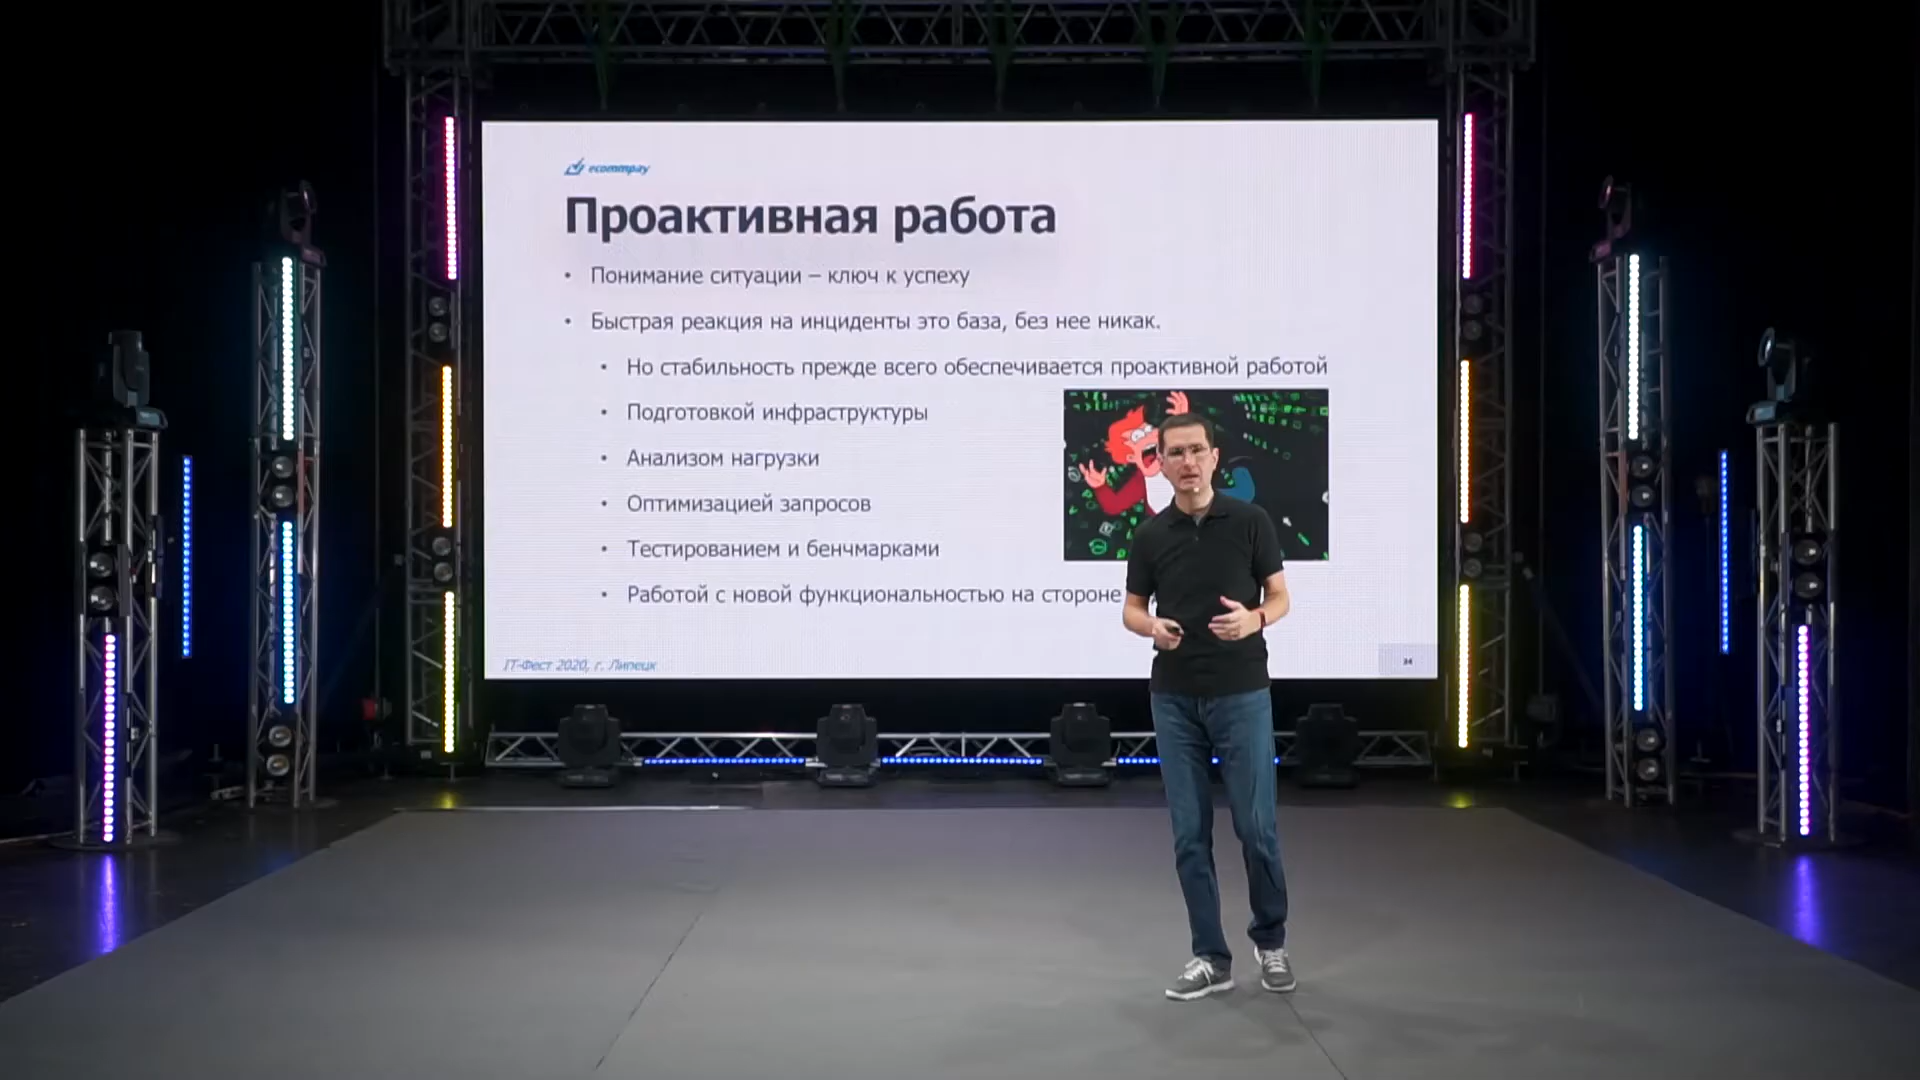 ecommpay
Проактивная работа
• Понимание ситуации – ключ к успеху
• Быстрая реакция на инциденты это база, без нее никак.
• Но стабильность прежде всего обеспечивается проактивной работой
• Подготовкой инфраструктуры
• Анализом нагрузки
• Оптимизацией запросов
• Тестированием и бенчмарками
• Работой с новой функциональностью на стороне
IT-Фест 2020, г. Липецк
34